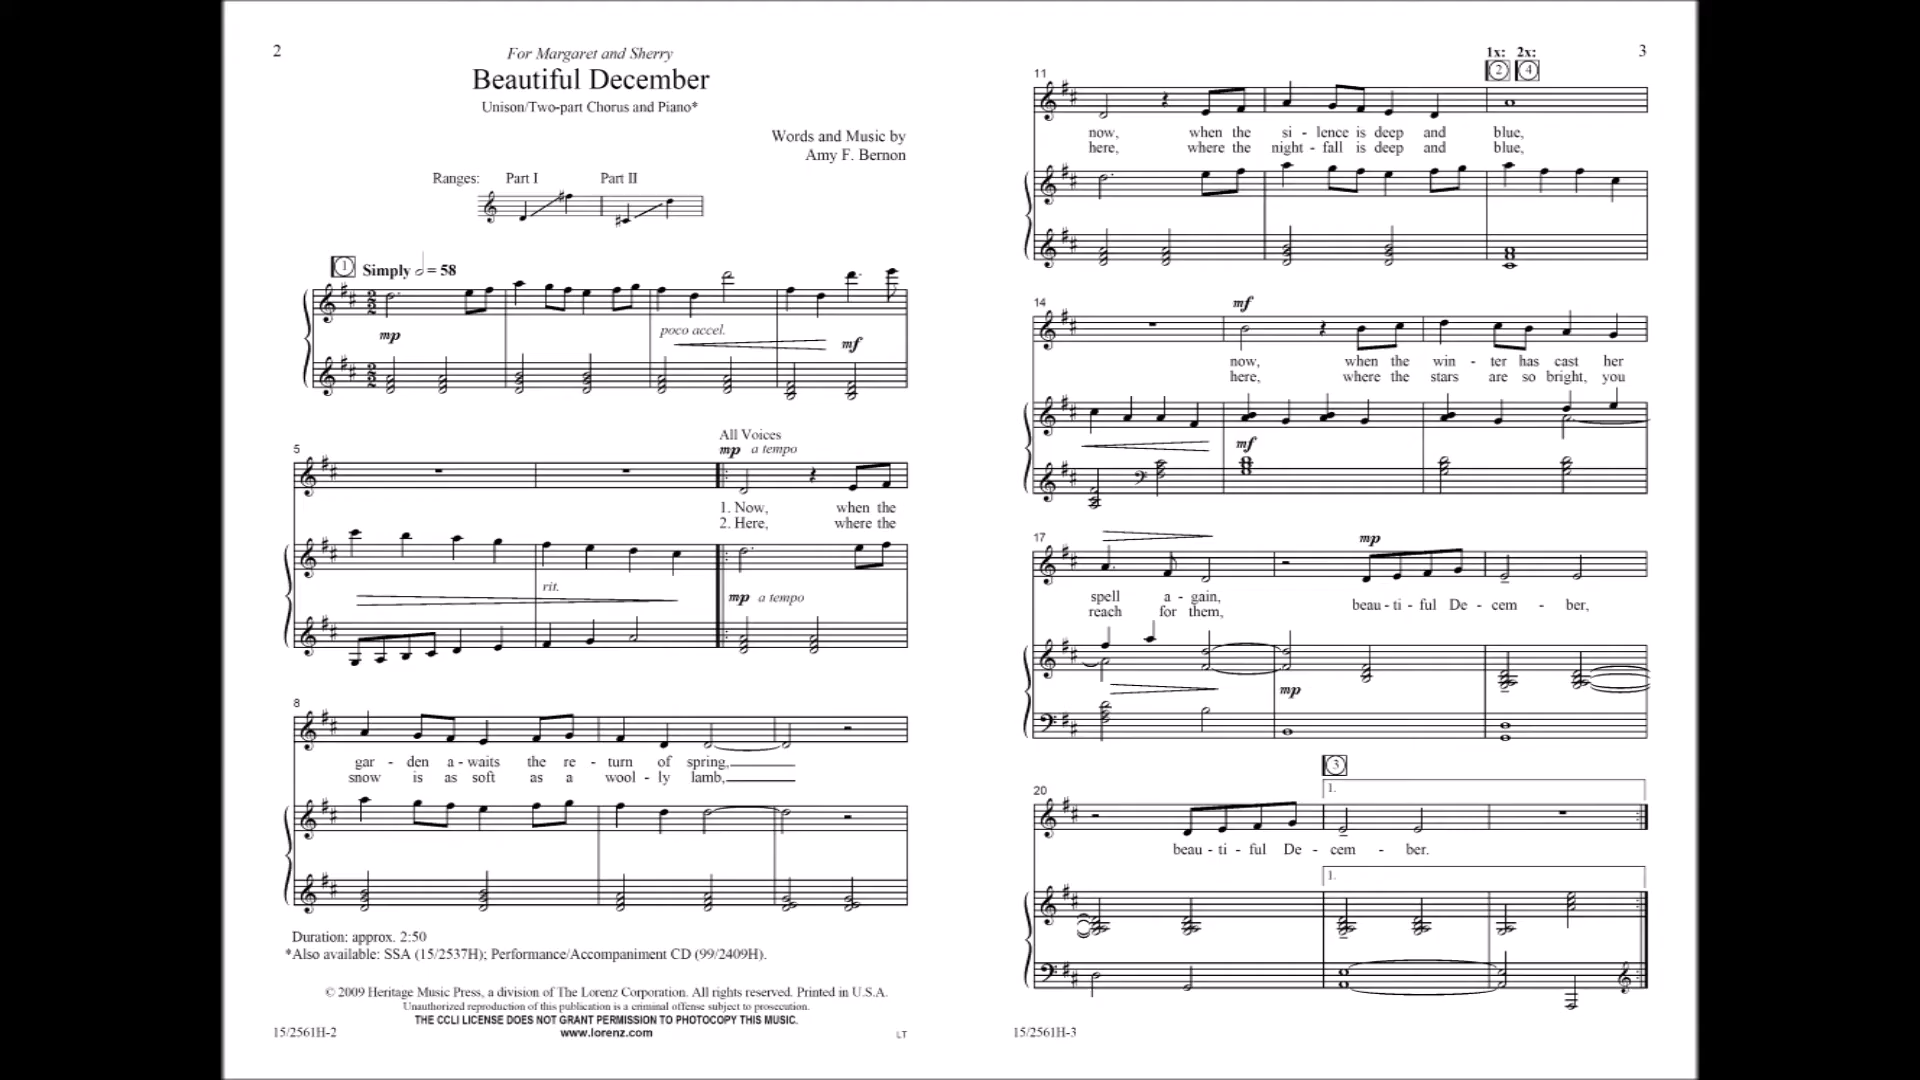 2
For Margaret and Sherry
Beautiful December
Unison/Two-part Chorus and Piano*
Words and Music by
Amy F. Bernon
Ranges: Part I Part II
1 Simply = 58
mp poco accel. mf
5
All Voices
mp a tempo
1. Now, when the
2. Here, where the
rit.
mp a tempo
8
gar - den a - waits the re - turn of spring,
snow is as soft as a wool - ly lamb,
Duration: approx. 2:50
*Also available: SSA (15/2537H); Performance/Accompaniment CD (99/2409H).
© 2009 Heritage Music Press, a division of The Lorenz Corporation. All rights reserved. Printed in U.S.A.
Unauthorized reproduction of this publication is a criminal offense subject to prosecution.
THE CCLI LICENSE DOES NOT GRANT PERMISSION TO PHOTOCOPY THIS MUSIC.
www.lorenz.com
15/2561H-2 LT
1x: 2x: 3
2 4
11
now, when the si - lence is deep and blue,
here, where the night - fall is deep and blue,
14
mf
now, when the win - ter has cast her
here, where the stars are so bright, you
mf
17
mp
spell a - gain, beau - ti - ful De - cem - ber,
reach for them,
mp
3
20
1.
beau - ti - ful De - cem - ber.
1.
15/2561H-3